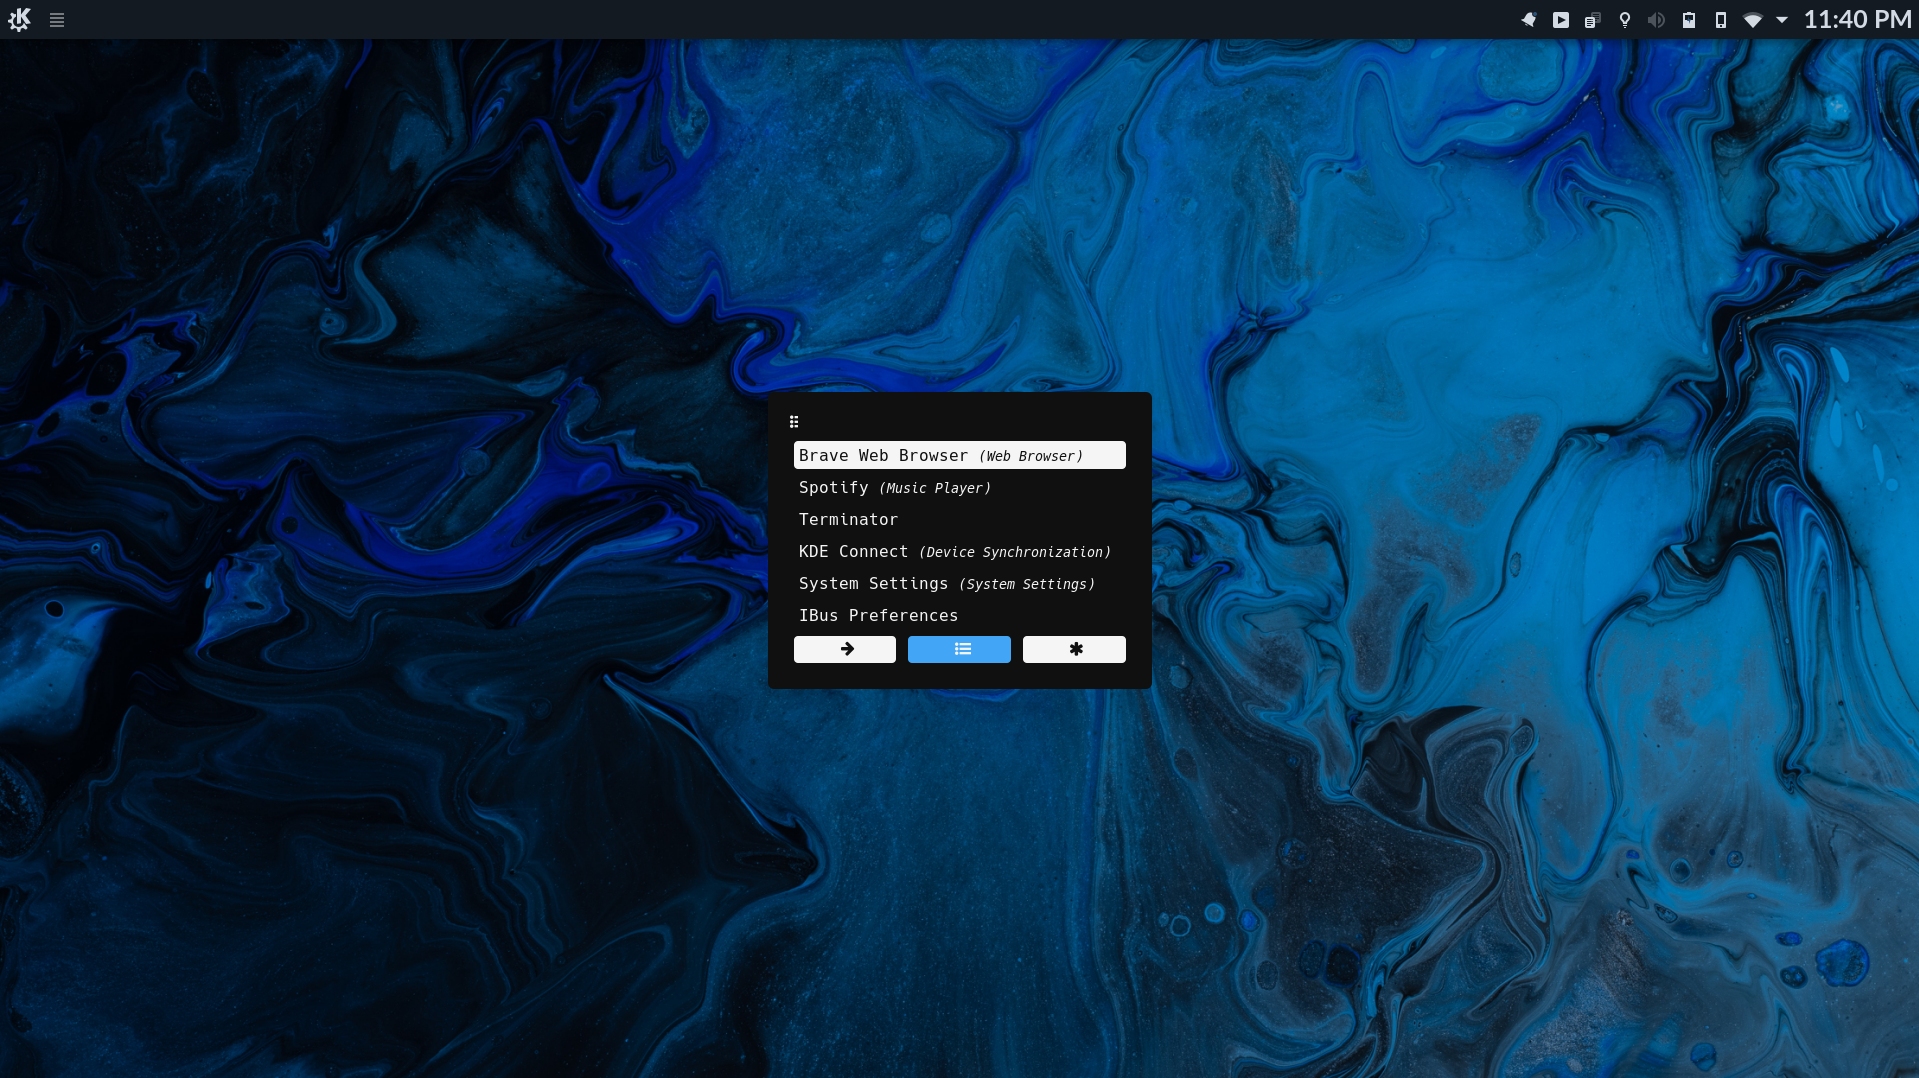 11:40 PM
Brave Web Browser (Web Browser)
Spotify (Music Player)
Terminator
KDE Connect (Device Synchronization)
System Settings (System Settings)
IBus Preferences